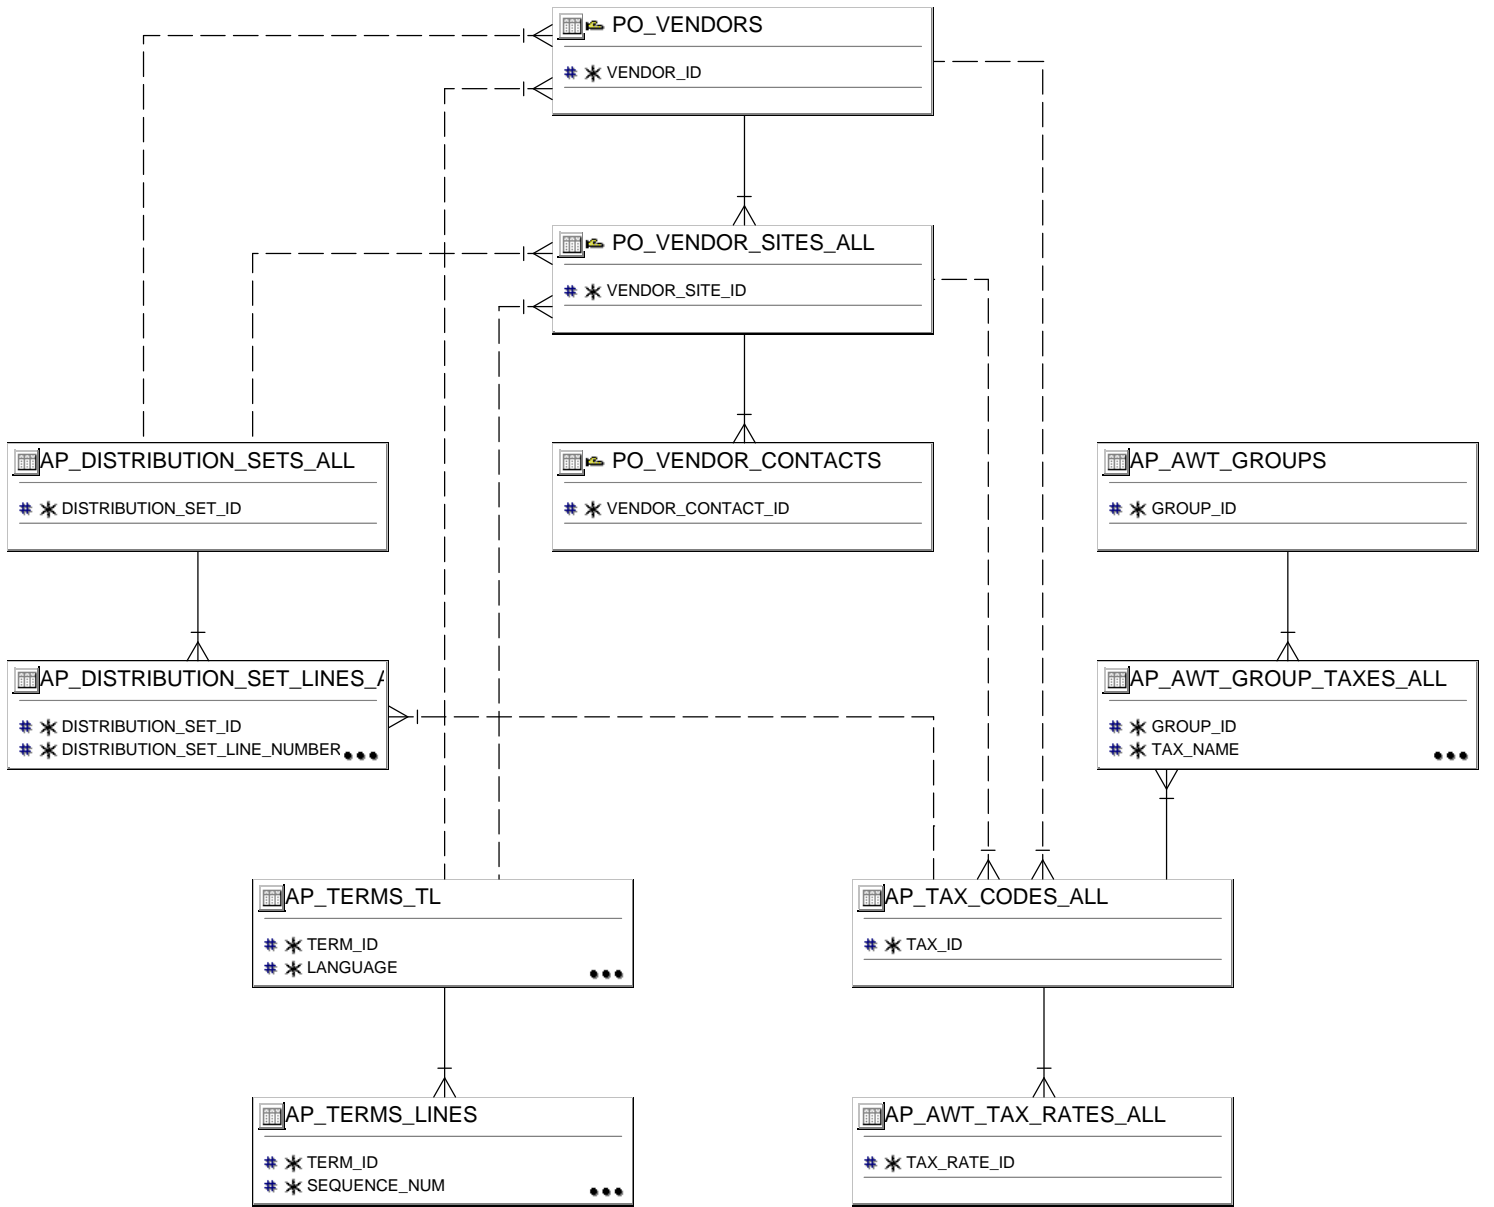 PO_VENDORS
# * VENDOR_ID
PO_VENDOR_SITES_ALL
# * VENDOR_SITE_ID
AP_DISTRIBUTION_SETS_ALL
# * DISTRIBUTION_SET_ID
PO_VENDOR_CONTACTS
# * VENDOR_CONTACT_ID
AP_AWT_GROUPS
# * GROUP_ID
AP_DISTRIBUTION_SET_LINES_
# * DISTRIBUTION_SET_ID
# * DISTRIBUTION_SET_LINE_NUMBER
AP_AWT_GROUP_TAXES_ALL
# * GROUP_ID
# * TAX_NAME
AP_TERMS_TL
# * TERM_ID
# * LANGUAGE
AP_TAX_CODES_ALL
# * TAX_ID
AP_TERMS_LINES
# * TERM_ID
# * SEQUENCE_NUM
AP_AWT_TAX_RATES_ALL
# * TAX_RATE_ID